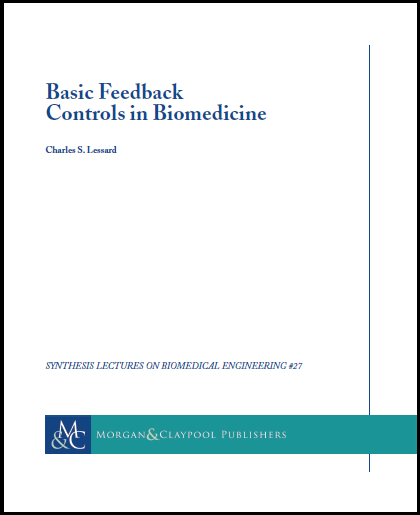 Basic Feedback
Controls in Biomedicine
Charles S. Lessard
SYNTHESIS LECTURES ON BIOMEDICAL ENGINEERING #27
M&C MORGAN&CLAYPOOL PUBLISHERS